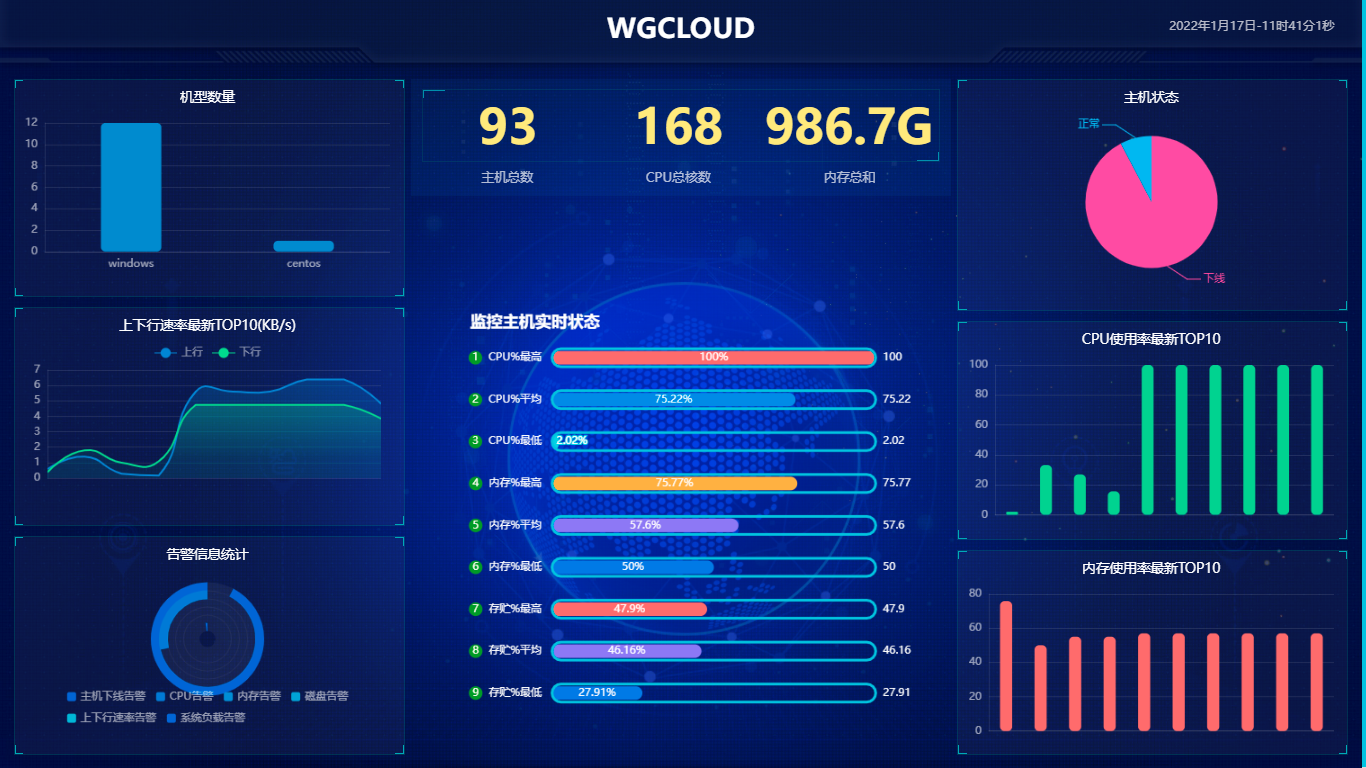 WGCLOUD
2022年1月17日-11时41分1秒
机型数量
12
10
8
6
4
2
0
windows
centos
上下行速率最新TOP10(KB/s)
上行 下行
7
6
5
4
3
2
1
0
告警信息统计
主机下线告警 CPU告警 内存告警 磁盘告警
上下行速率告警 系统负载告警
93 168 986.7G
主机总数 CPU总核数 内存总和
监控主机实时状态
1 CPU%最高 100% 100
2 CPU%平均 75.22% 75.22
3 CPU%最低 2.02% 2.02
4 内存%最高 75.77% 75.77
5 内存%平均 57.6% 57.6
6 内存%最低 50% 50
7 存贮%最高 47.9% 47.9
8 存贮%平均 46.16% 46.16
9 存贮%最低 27.91% 27.91
主机状态
正常
下线
CPU使用率最新TOP10
100
80
60
40
20
0
内存使用率最新TOP10
80
60
40
20
0